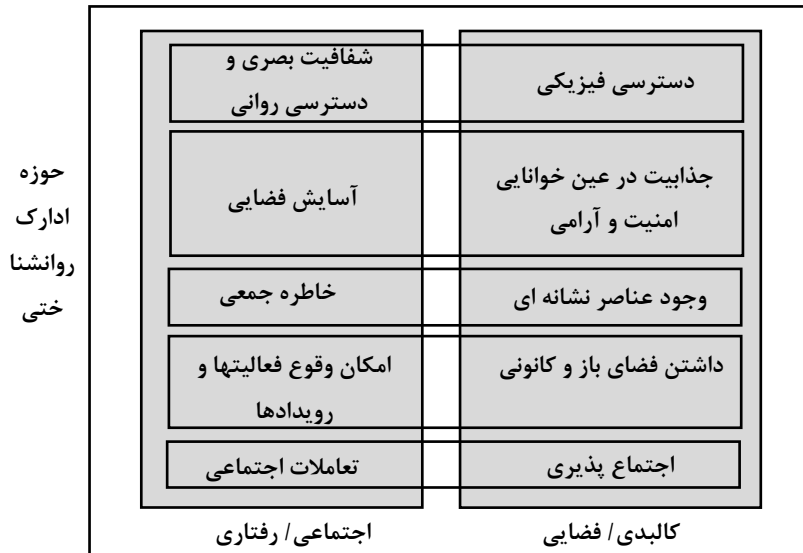 دسترسی فیزیکی
شفافیت بصری و
دسترسی روانی
جذابیت در عین خوانایی
امنیت و آرامی
آسایش فضایی
وجود عناصر نشانه ای
خاطره جمعی
داشتن فضای باز و کانونی
امکان وقوع فعالیتها و
رویدادها
اجتماع پذیری
تعاملات اجتماعی
کالبدی/ فضایی
اجتماعی/ رفتاری
حوزه
ادارک
روانشنا
ختی